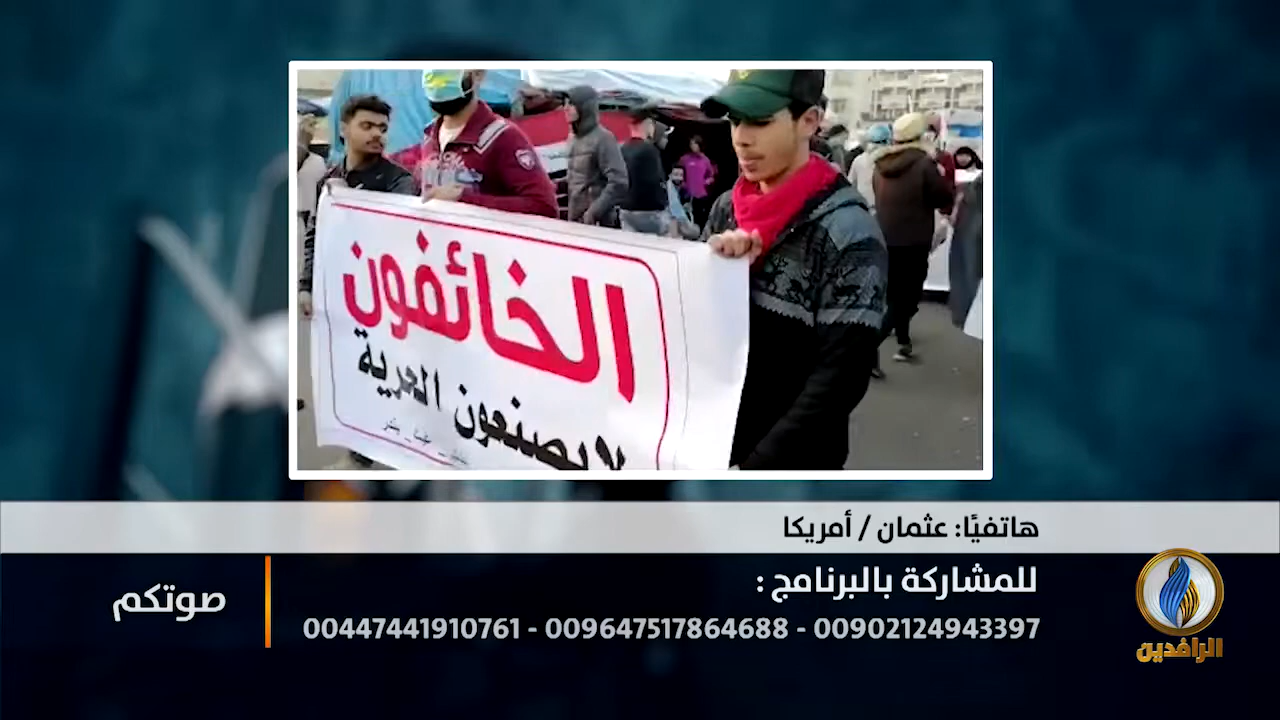 الخائفون
لا يصنعون الحرية
هاتفيًا: عثمان / أمريكا
للمشاركة بالبرنامج :
00447441910761 - 009647517864688 - 00902124943397
صوتكم
الرافدين